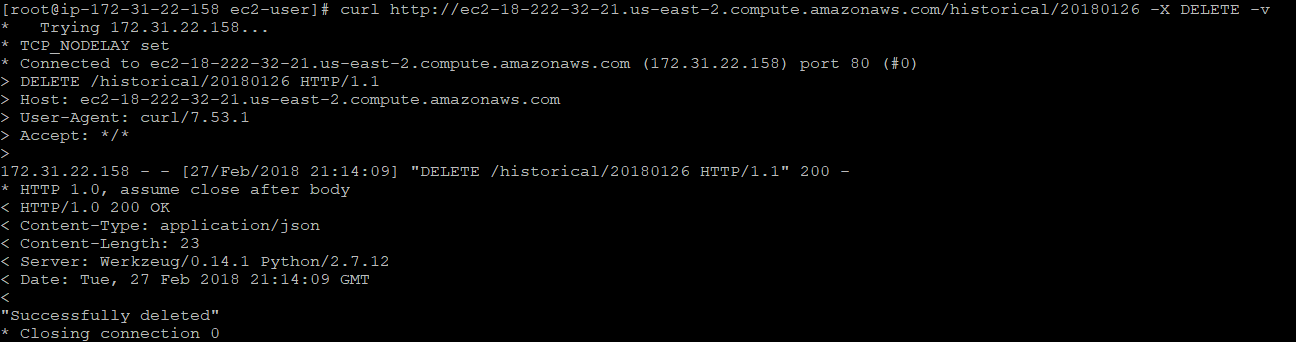 [root@ip-172-31-22-158 ec2-user]# curl http://ec2-18-222-32-21.us-east-2.compute.amazonaws.com/historical/20180126 -X DELETE -v
*   Trying 172.31.22.158...
* TCP_NODELAY set
* Connected to ec2-18-222-32-21.us-east-2.compute.amazonaws.com (172.31.22.158) port 80 (#0)
> DELETE /historical/20180126 HTTP/1.1
> Host: ec2-18-222-32-21.us-east-2.compute.amazonaws.com
> User-Agent: curl/7.53.1
> Accept: */*
>
172.31.22.158 - - [27/Feb/2018 21:14:09] "DELETE /historical/20180126 HTTP/1.1" 200 -
* HTTP 1.0, assume close after body
< HTTP/1.0 200 OK
< Content-Type: application/json
< Content-Length: 23
< Server: Werkzeug/0.14.1 Python/2.7.12
< Date: Tue, 27 Feb 2018 21:14:09 GMT
<
"Successfully deleted"
* Closing connection 0